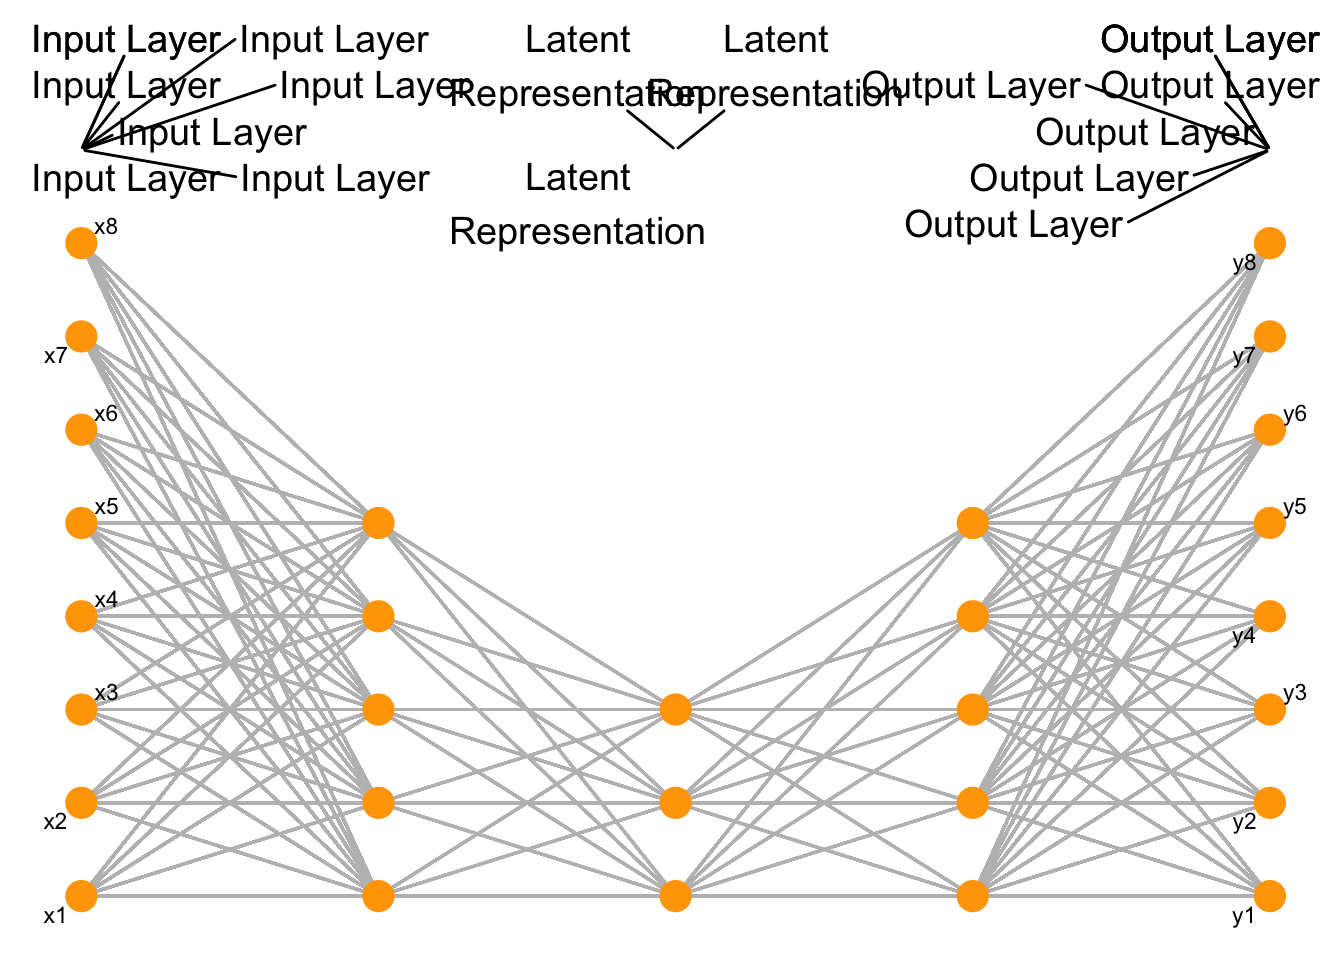 Input Layer
Input Layer
Latent
Latent
Output Layer
Input Layer
Input Layer
Representation
Representation
Output Layer
Output Layer
Input Layer
Output Layer
Input Layer
Input Layer
Latent
Output Layer
Representation
Output Layer
x8
y8
x7
y7
x6
y6
x5
y5
x4
y4
x3
y3
x2
y2
x1
y1